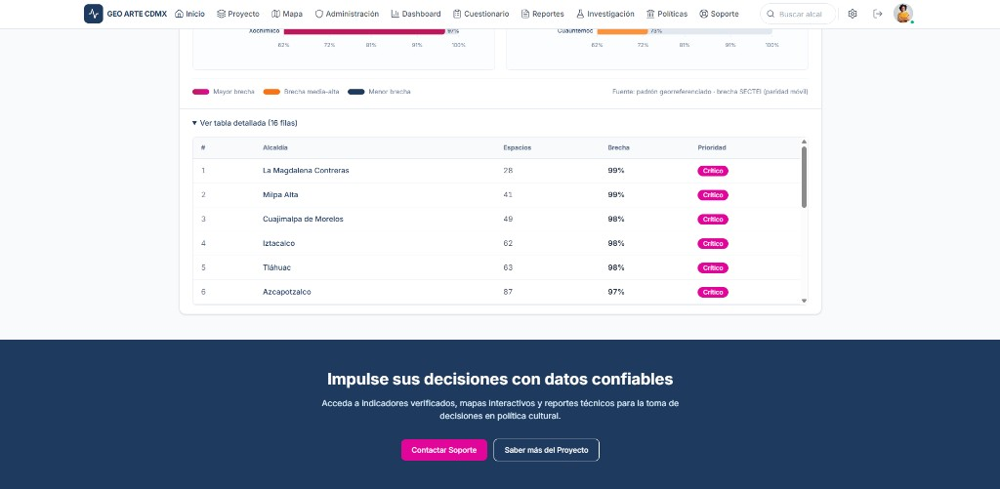 GEO ARTE CDMX Inicio Proyecto Mapa Administración Dashboard Cuestionario Reportes Investigación Políticas Soporte Buscar alcal
Xochimilco 97% Cuauhtémoc 73%
62% 72% 81% 91% 100% 62% 72% 81% 91% 100%
Mayor brecha Brecha media-alta Menor brecha Fuente: padrón georreferenciado · brecha SECTEI (paridad móvil)
▼ Ver tabla detallada (16 filas)
# Alcaldía Espacios Brecha Prioridad
1 La Magdalena Contreras 28 99% Crítico
2 Milpa Alta 41 99% Crítico
3 Cuajimalpa de Morelos 49 98% Crítico
4 Iztacalco 62 98% Crítico
5 Tláhuac 63 98% Crítico
6 Azcapotzalco 87 97% Crítico
Impulse sus decisiones con datos confiables
Acceda a indicadores verificados, mapas interactivos y reportes técnicos para la toma de
decisiones en política cultural.
Contactar Soporte Saber más del Proyecto